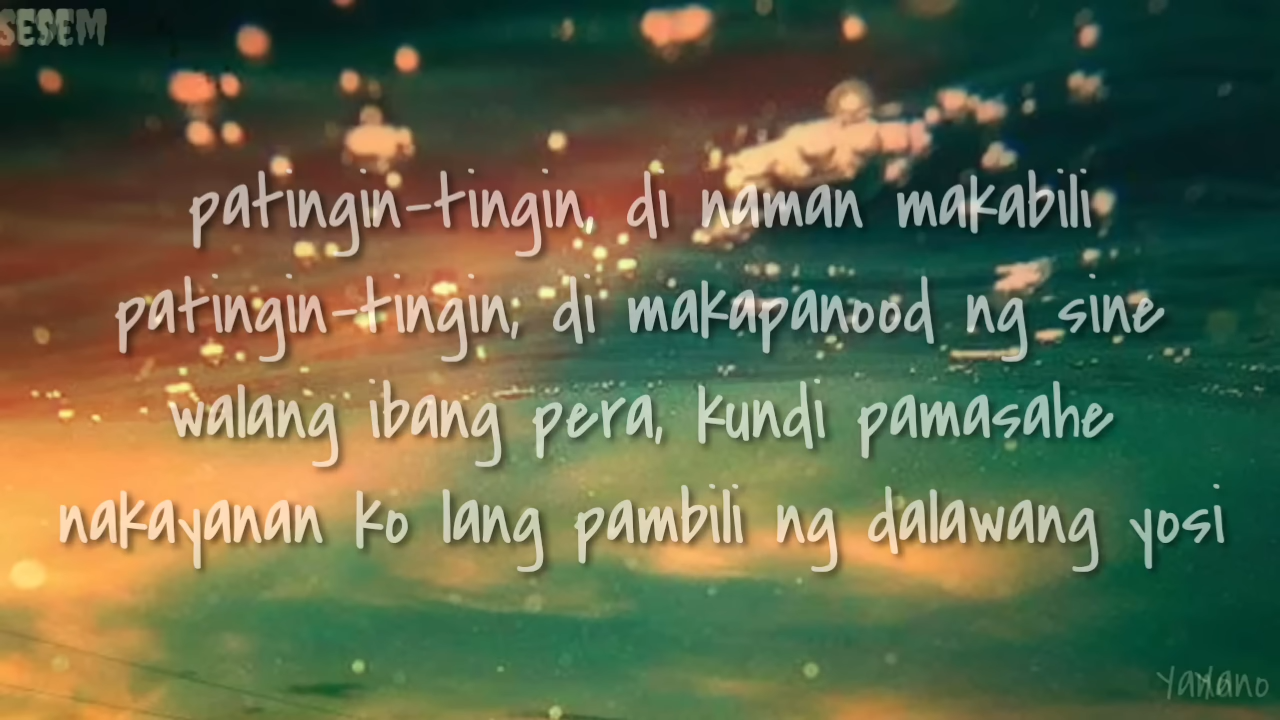 SESEM
patingin-tingin, di naman makabili
patingin-tingin, di makapanood ng sine
walang ibang pera, kundi pamasahe
nakayanan ko lang pambili ng dalawang yosi